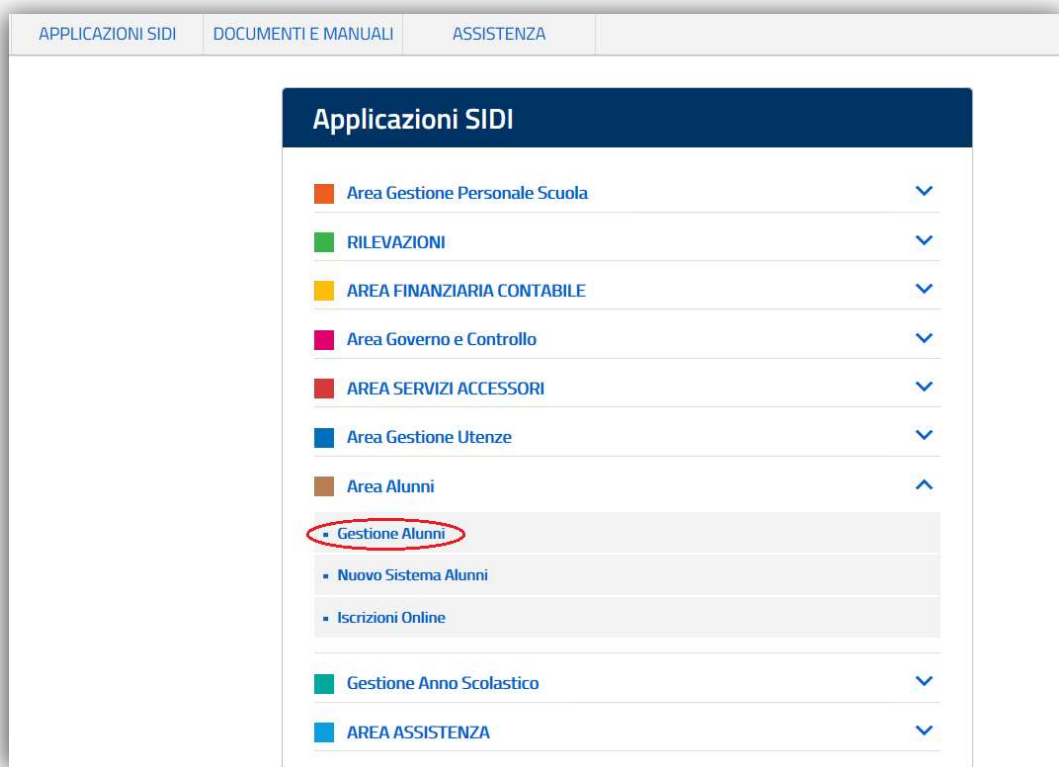 APPLICAZIONI SIDI DOCUMENTI E MANUALI ASSISTENZA
Applicazioni SIDI
Area Gestione Personale Scuola
RILEVAZIONI
AREA FINANZIARIA CONTABILE
Area Governo e Controllo
AREA SERVIZI ACCESSORI
Area Gestione Utenze
Area Alunni
Gestione Alunni
Nuovo Sistema Alunni
Iscrizioni Online
Gestione Anno Scolastico
AREA ASSISTENZA